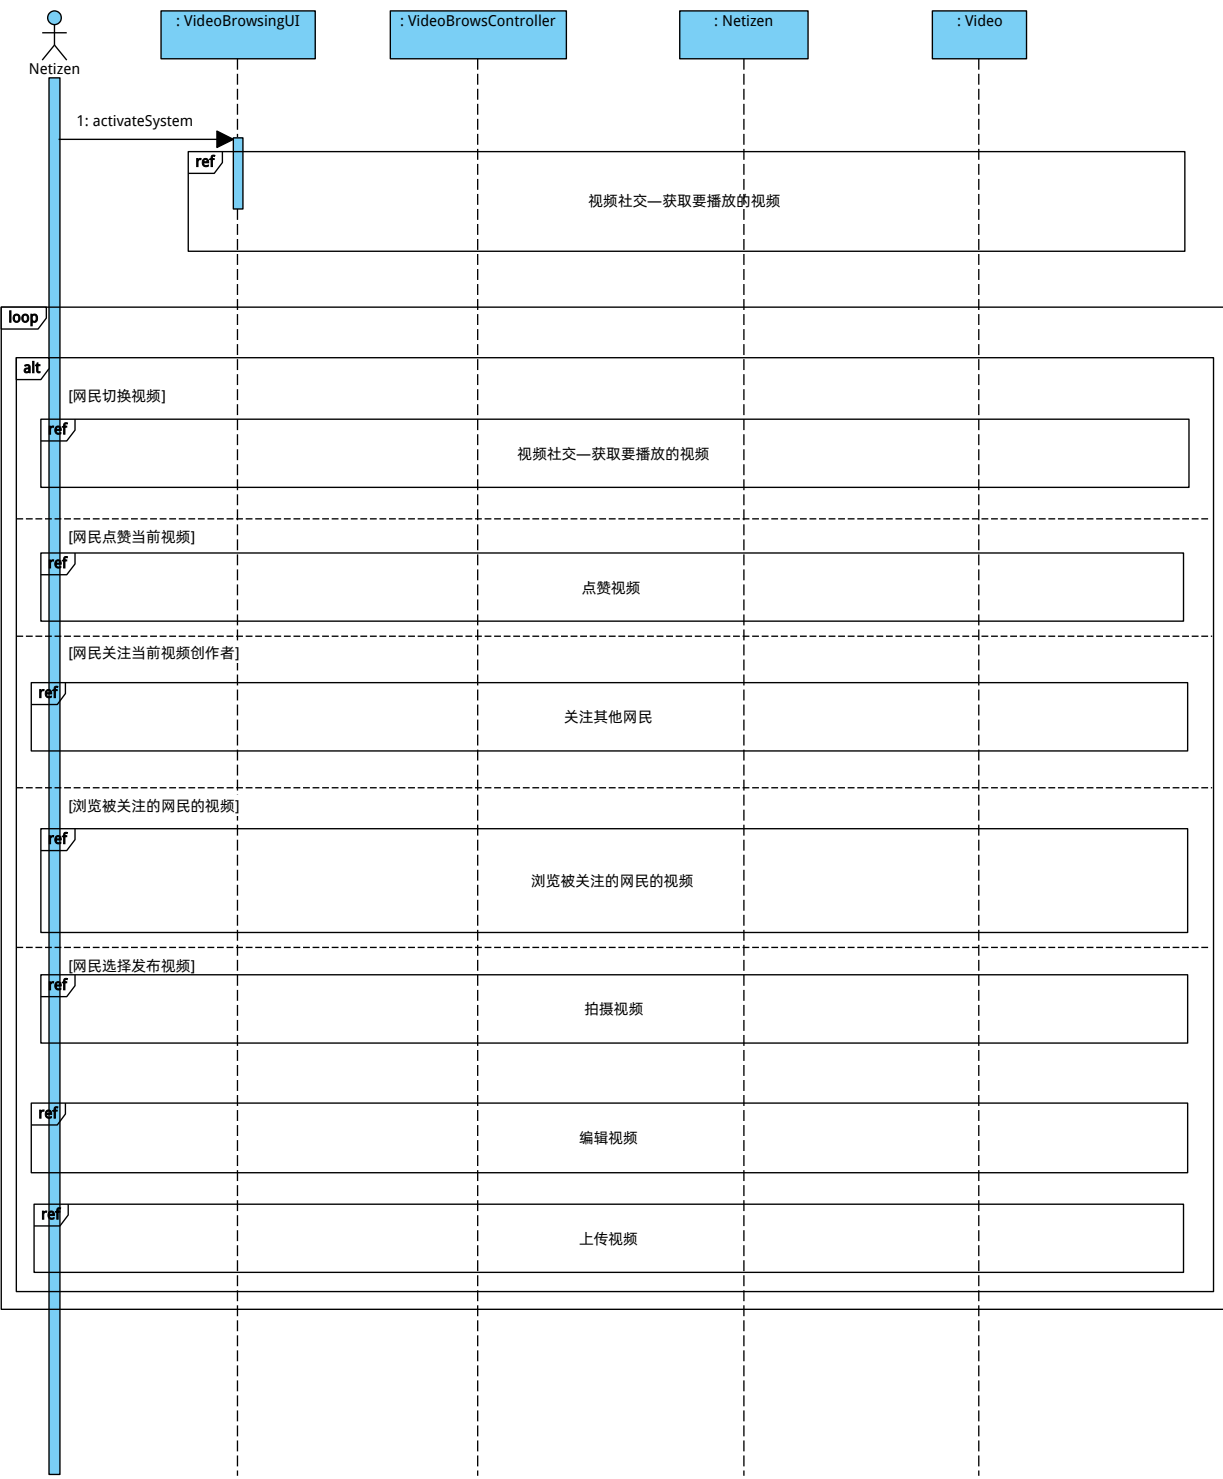 : VideoBrowsingUI
: VideoBrowsController
: Netizen
: Video
Netizen
1: activateSystem
ref
视频社交—获取要播放的视频
loop
alt
[网民切换视频]
ref
视频社交—获取要播放的视频
[网民点赞当前视频]
ref
点赞视频
[网民关注当前视频创作者]
ref
关注其他网民
[浏览被关注的网民的视频]
ref
浏览被关注的网民的视频
[网民选择发布视频]
ref
拍摄视频
ref
编辑视频
ref
上传视频